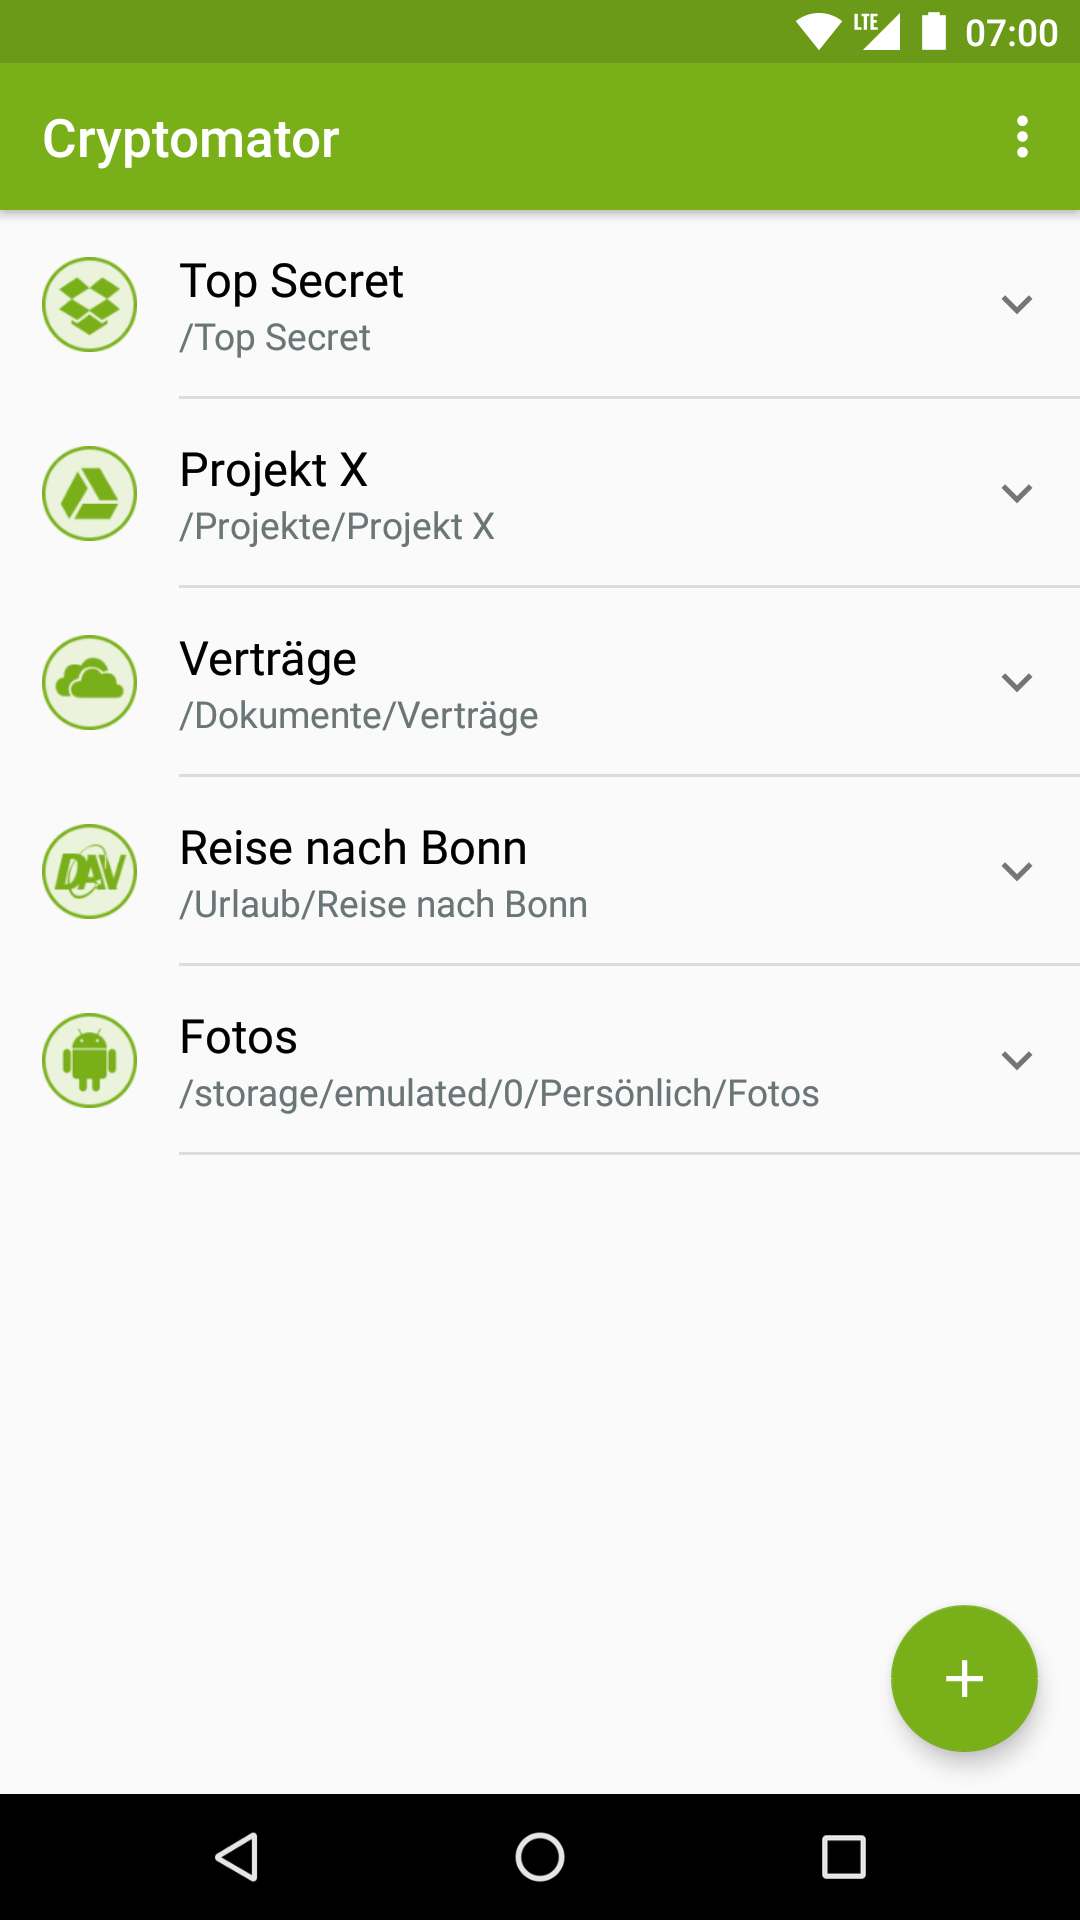 LTE 07:00
Cryptomator
Top Secret
/Top Secret
Projekt X
/Projekte/Projekt X
Verträge
/Dokumente/Verträge
DAV
Reise nach Bonn
/Urlaub/Reise nach Bonn
Fotos
/storage/emulated/0/Persönlich/Fotos